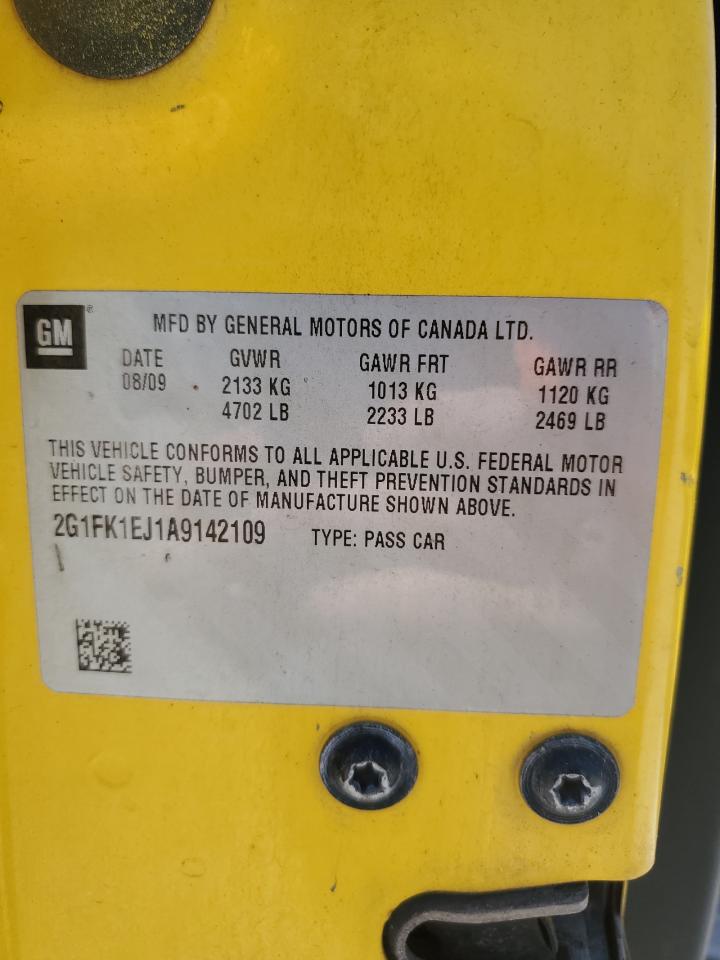 GM®
MFD BY GENERAL MOTORS OF CANADA LTD.
DATE GVWR GAWR FRT GAWR RR
08/09 2133 KG 1013 KG 1120 KG
4702 LB 2233 LB 2469 LB
THIS VEHICLE CONFORMS TO ALL APPLICABLE U.S. FEDERAL MOTOR
VEHICLE SAFETY, BUMPER, AND THEFT PREVENTION STANDARDS IN
EFFECT ON THE DATE OF MANUFACTURE SHOWN ABOVE.
2G1FK1EJ1A9142109 TYPE: PASS CAR